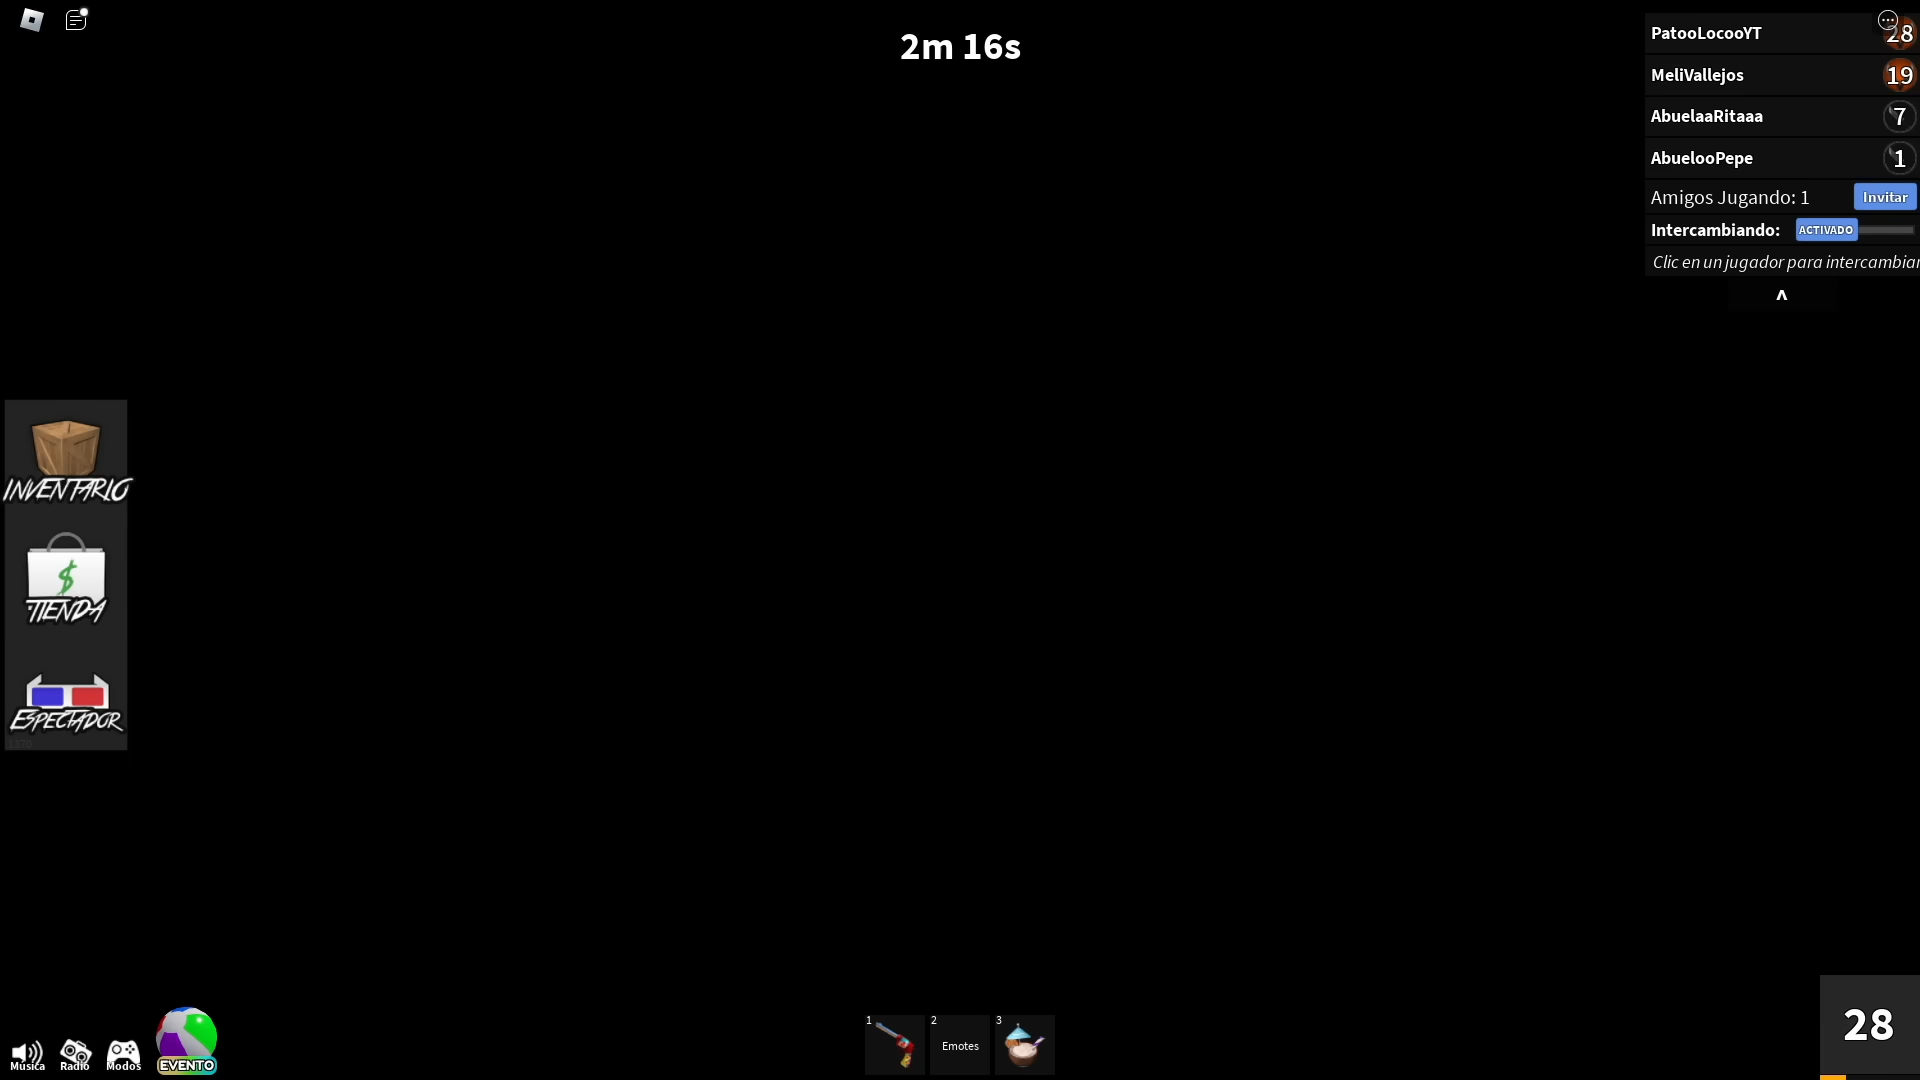 2m 16s
PatooLocooYT 28
MeliVallejos 19
AbuelaaRitaaa 7
AbuelooPepe 1
Amigos Jugando: 1 Invitar
Intercambiando: ACTIVADO
Clic en un jugador para intercambiar
INVENTARIO
TIENDA
ESPECTADOR
Música Radio Modos EVENTO
1 2 3
Emotes
28